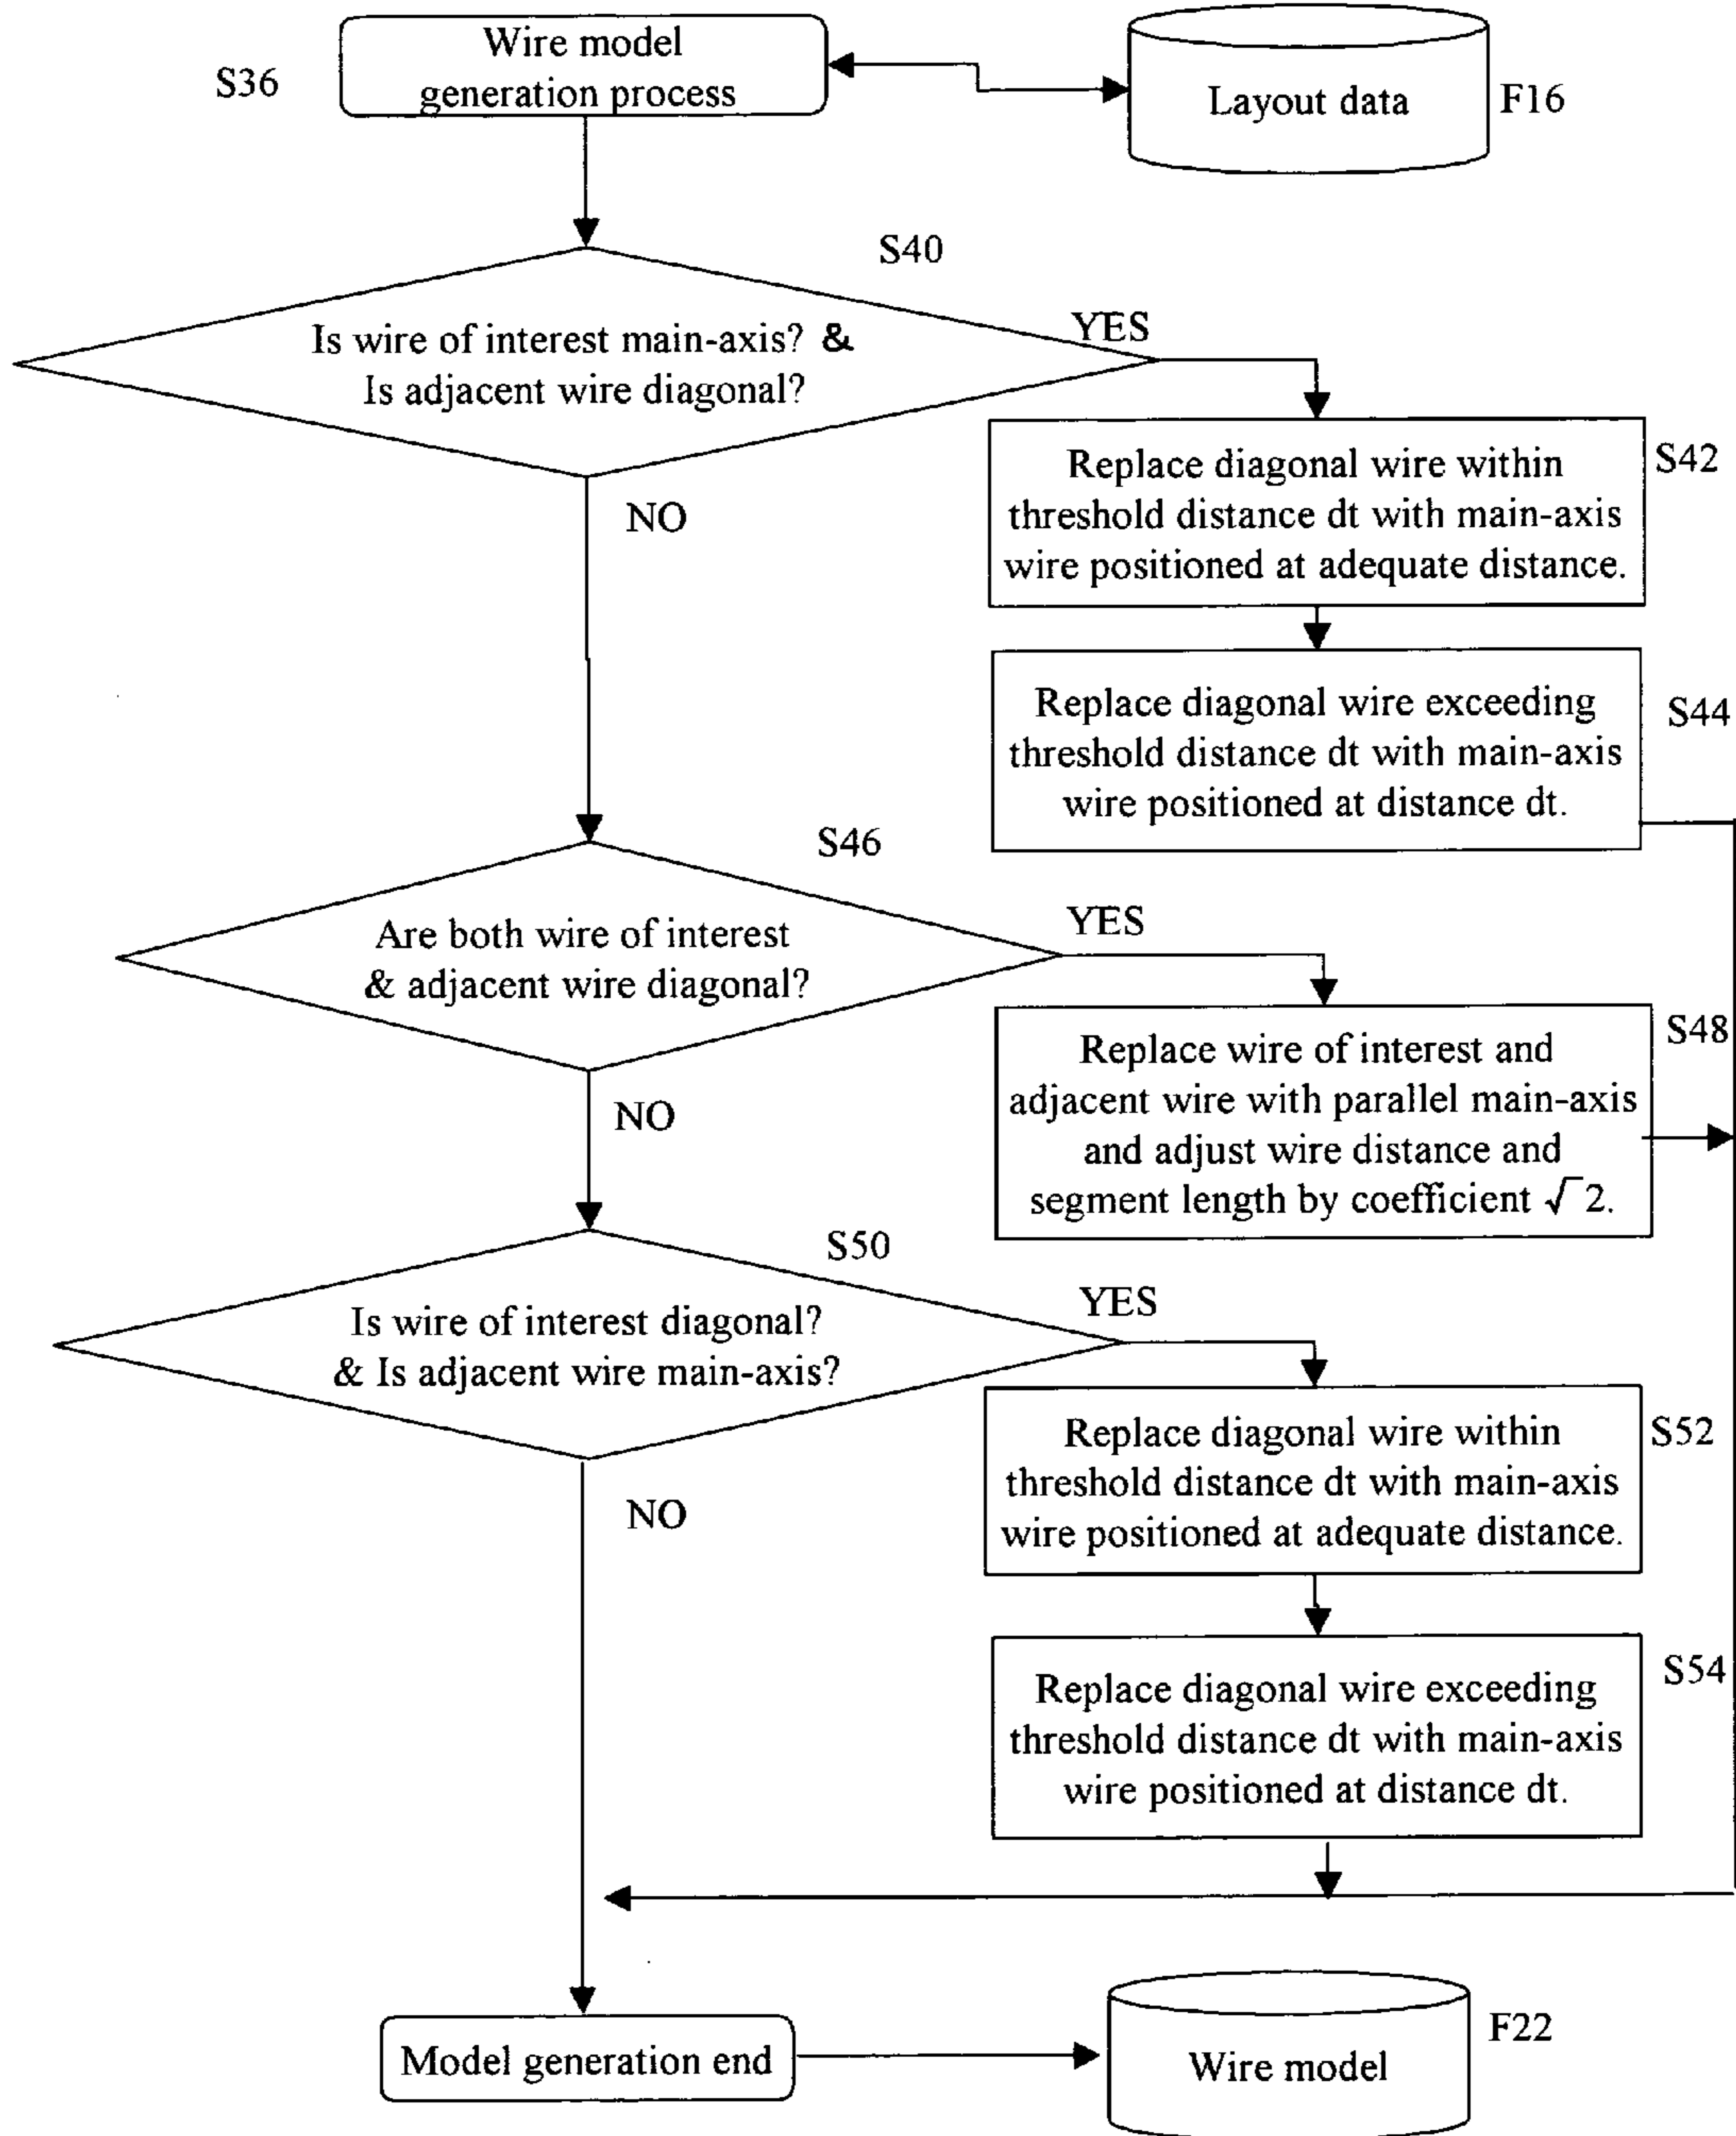 Wire model
generation process
S36
Layout data
F16
S40
Is wire of interest main-axis? &
Is adjacent wire diagonal?
YES
NO
Replace diagonal wire within
threshold distance dt with main-axis
wire positioned at adequate distance.
S42
Replace diagonal wire exceeding
threshold distance dt with main-axis
wire positioned at distance dt.
S44
S46
Are both wire of interest
& adjacent wire diagonal?
YES
NO
Replace wire of interest and
adjacent wire with parallel main-axis
and adjust wire distance and
segment length by coefficient √2.
S48
S50
Is wire of interest diagonal?
& Is adjacent wire main-axis?
YES
NO
Replace diagonal wire within
threshold distance dt with main-axis
wire positioned at adequate distance.
S52
Replace diagonal wire exceeding
threshold distance dt with main-axis
wire positioned at distance dt.
S54
Model generation end
Wire model
F22